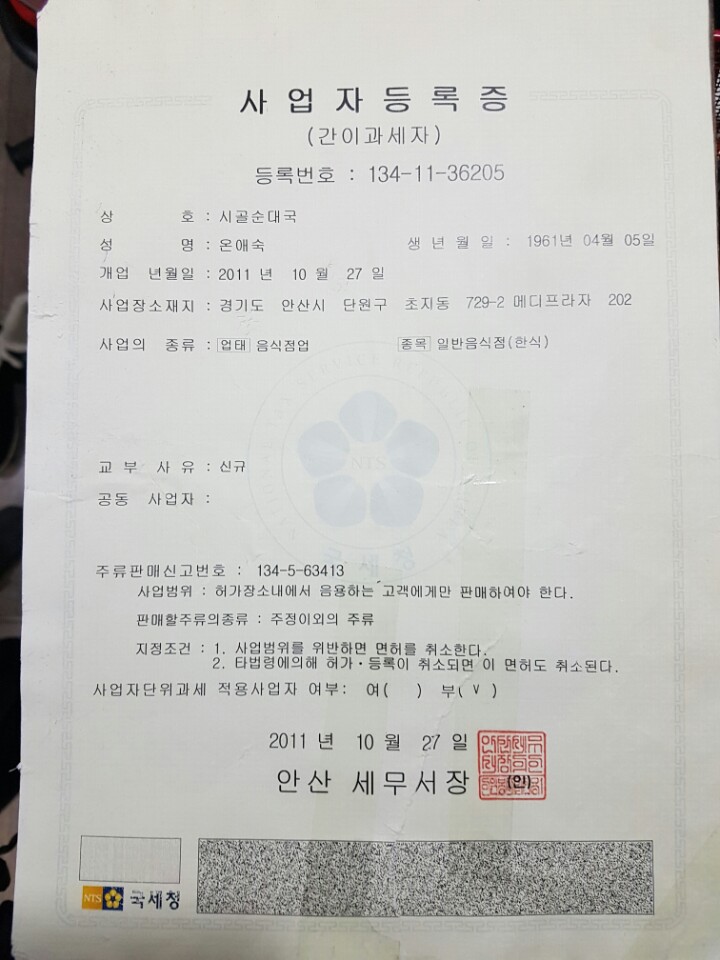 사업자등록증
(간이과세자)
등록번호 : 134-11-36205
상 호 : 시골순대국
성 명 : 온애숙 생년월일 : 1961년 04월 05일
개업 년월일 : 2011 년 10 월 27 일
사업장소재지 : 경기도 안산시 단원구 초지동 729-2 메디프라자 202
사업의 종류 : 업태 음식점업 종목 일반음식점(한식)
NTS
국세청
교부 사유 : 신규
공동 사업자 :
주류판매신고번호 : 134-5-63413
사업범위 : 허가장소내에서 음용하는 고객에게만 판매하여야 한다.
판매할주류의종류 : 주정이외의 주류
지정조건 : 1. 사업범위를 위반하면 면허를 취소한다.
2. 타법령에의해 허가·등록이 취소되면 이 면허도 취소된다.
사업자단위과세 적용사업자 여부: 여( ) 부( V )
2011 년 10 월 27 일
안산 세무서장 (인)
NTS 국세청